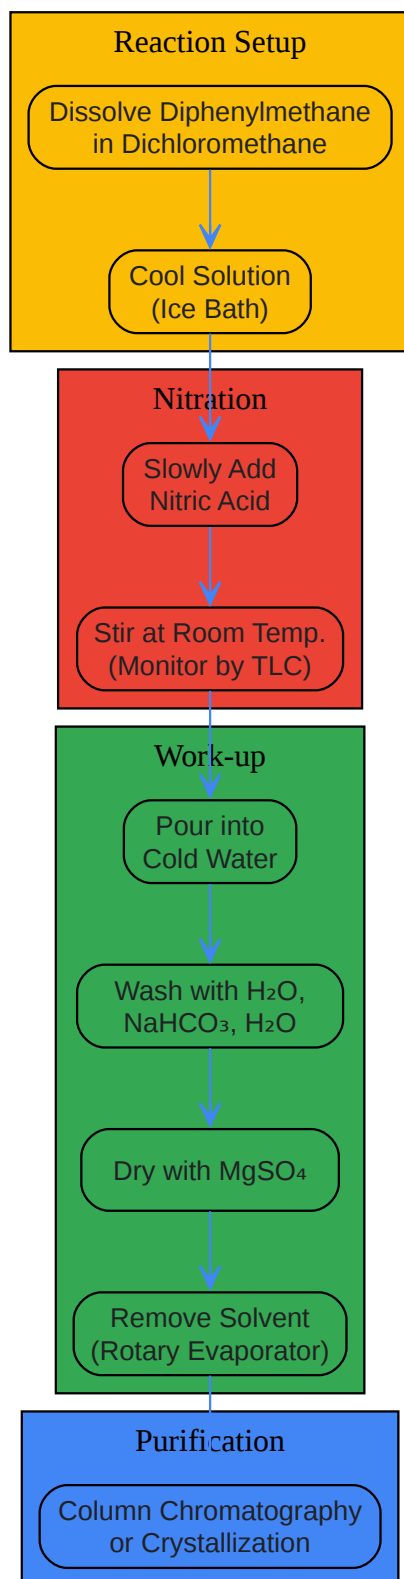 Reaction Setup
Dissolve Diphenylmethane
in Dichloromethane
Cool Solution
(Ice Bath)
Nitration
Slowly Add
Nitric Acid
Stir at Room Temp.
(Monitor by TLC)
Work-up
Pour into
Cold Water
Wash with H₂O,
NaHCO₃, H₂O
Dry with MgSO₄
Remove Solvent
(Rotary Evaporator)
Purification
Column Chromatography
or Crystallization